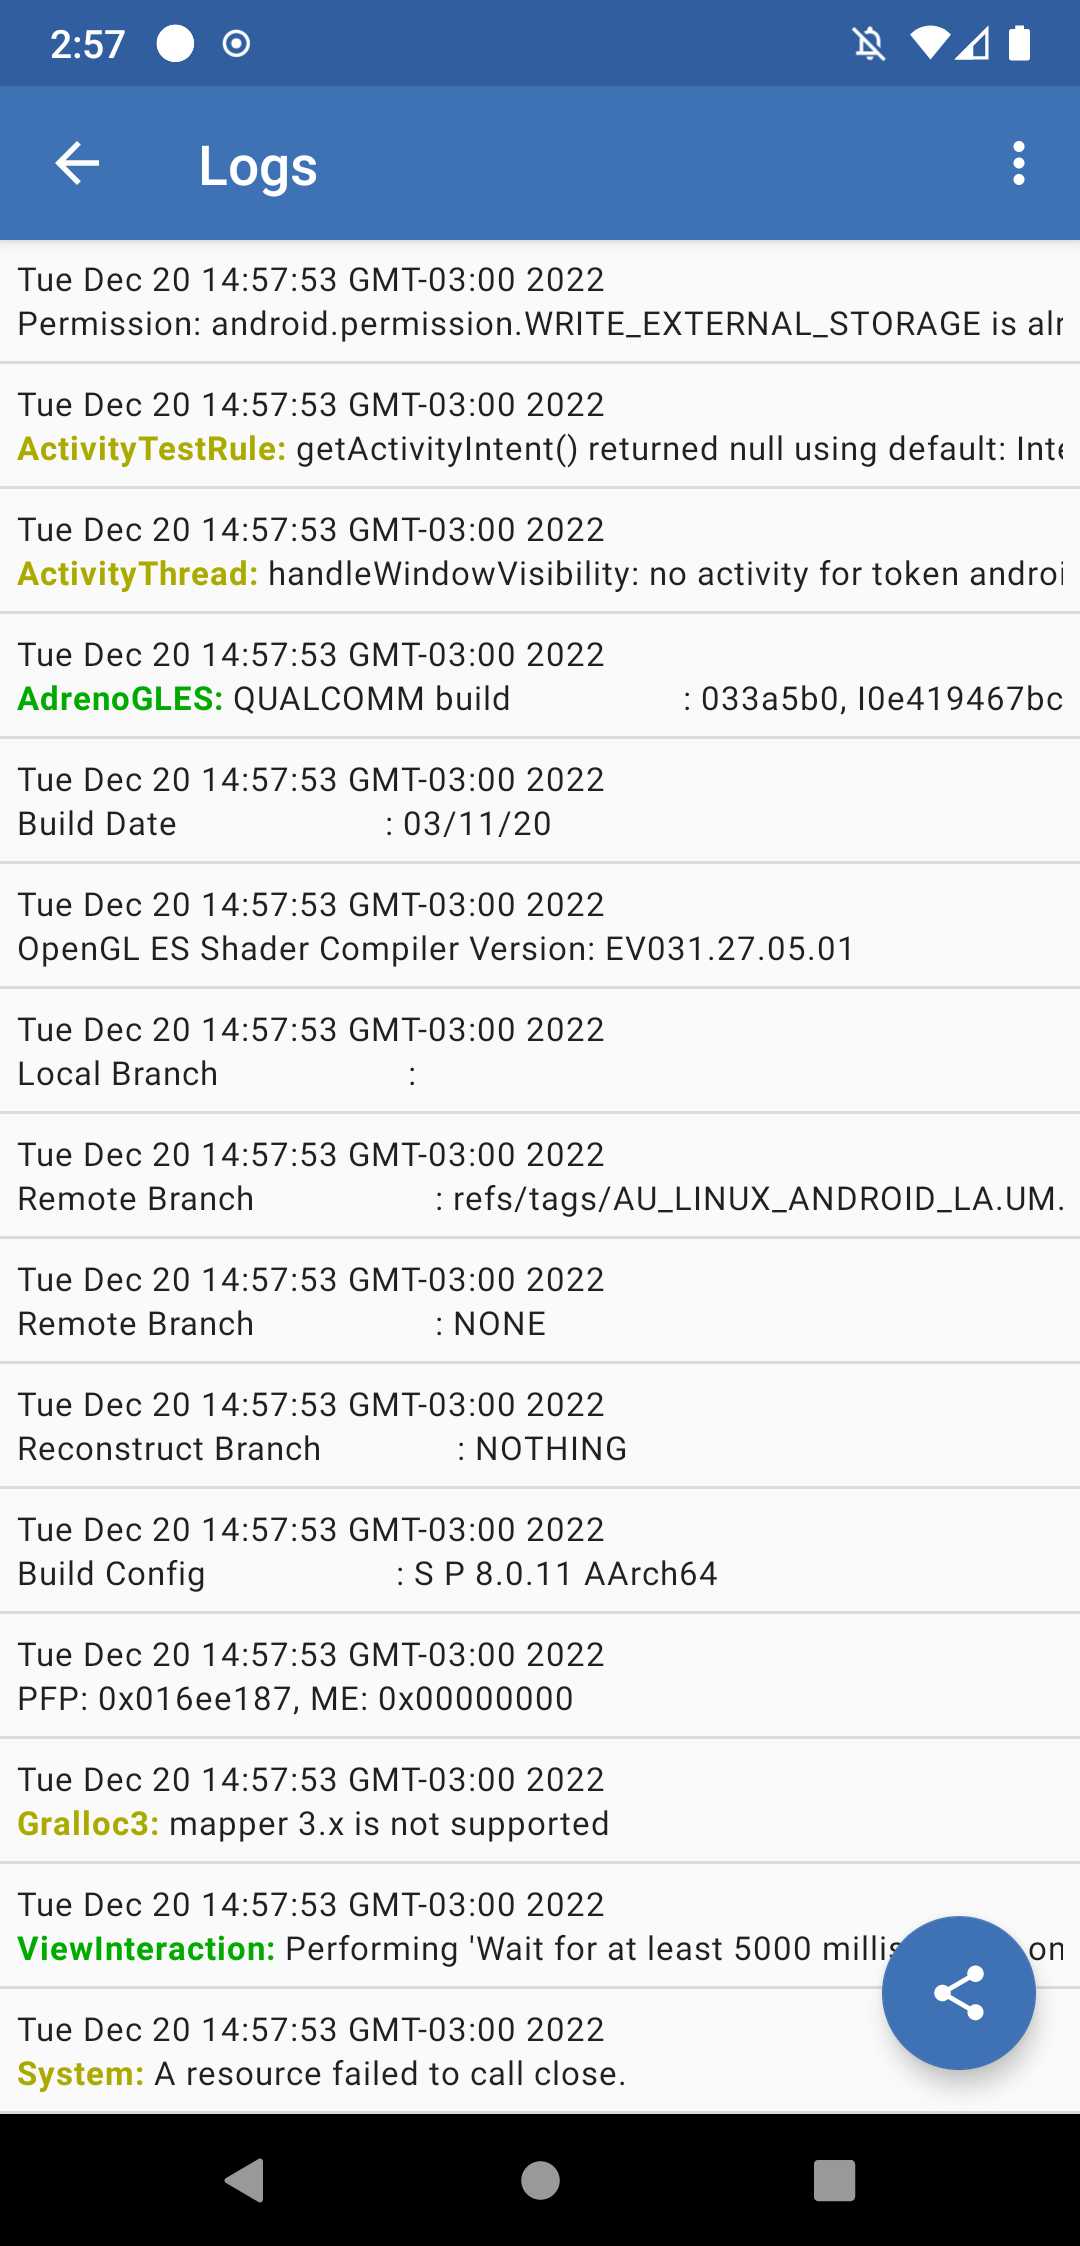 2:57
Logs
Tue Dec 20 14:57:53 GMT-03:00 2022
Permission: android.permission.WRITE_EXTERNAL_STORAGE is alr
Tue Dec 20 14:57:53 GMT-03:00 2022
ActivityTestRule: getActivityIntent() returned null using default: Inte
Tue Dec 20 14:57:53 GMT-03:00 2022
ActivityThread: handleWindowVisibility: no activity for token androi
Tue Dec 20 14:57:53 GMT-03:00 2022
AdrenoGLES: QUALCOMM build : 033a5b0, I0e419467bc
Tue Dec 20 14:57:53 GMT-03:00 2022
Build Date : 03/11/20
Tue Dec 20 14:57:53 GMT-03:00 2022
OpenGL ES Shader Compiler Version: EV031.27.05.01
Tue Dec 20 14:57:53 GMT-03:00 2022
Local Branch :
Tue Dec 20 14:57:53 GMT-03:00 2022
Remote Branch : refs/tags/AU_LINUX_ANDROID_LA.UM.
Tue Dec 20 14:57:53 GMT-03:00 2022
Remote Branch : NONE
Tue Dec 20 14:57:53 GMT-03:00 2022
Reconstruct Branch : NOTHING
Tue Dec 20 14:57:53 GMT-03:00 2022
Build Config : S P 8.0.11 AArch64
Tue Dec 20 14:57:53 GMT-03:00 2022
PFP: 0x016ee187, ME: 0x00000000
Tue Dec 20 14:57:53 GMT-03:00 2022
Gralloc3: mapper 3.x is not supported
Tue Dec 20 14:57:53 GMT-03:00 2022
ViewInteraction: Performing 'Wait for at least 5000 millis on
Tue Dec 20 14:57:53 GMT-03:00 2022
System: A resource failed to call close.